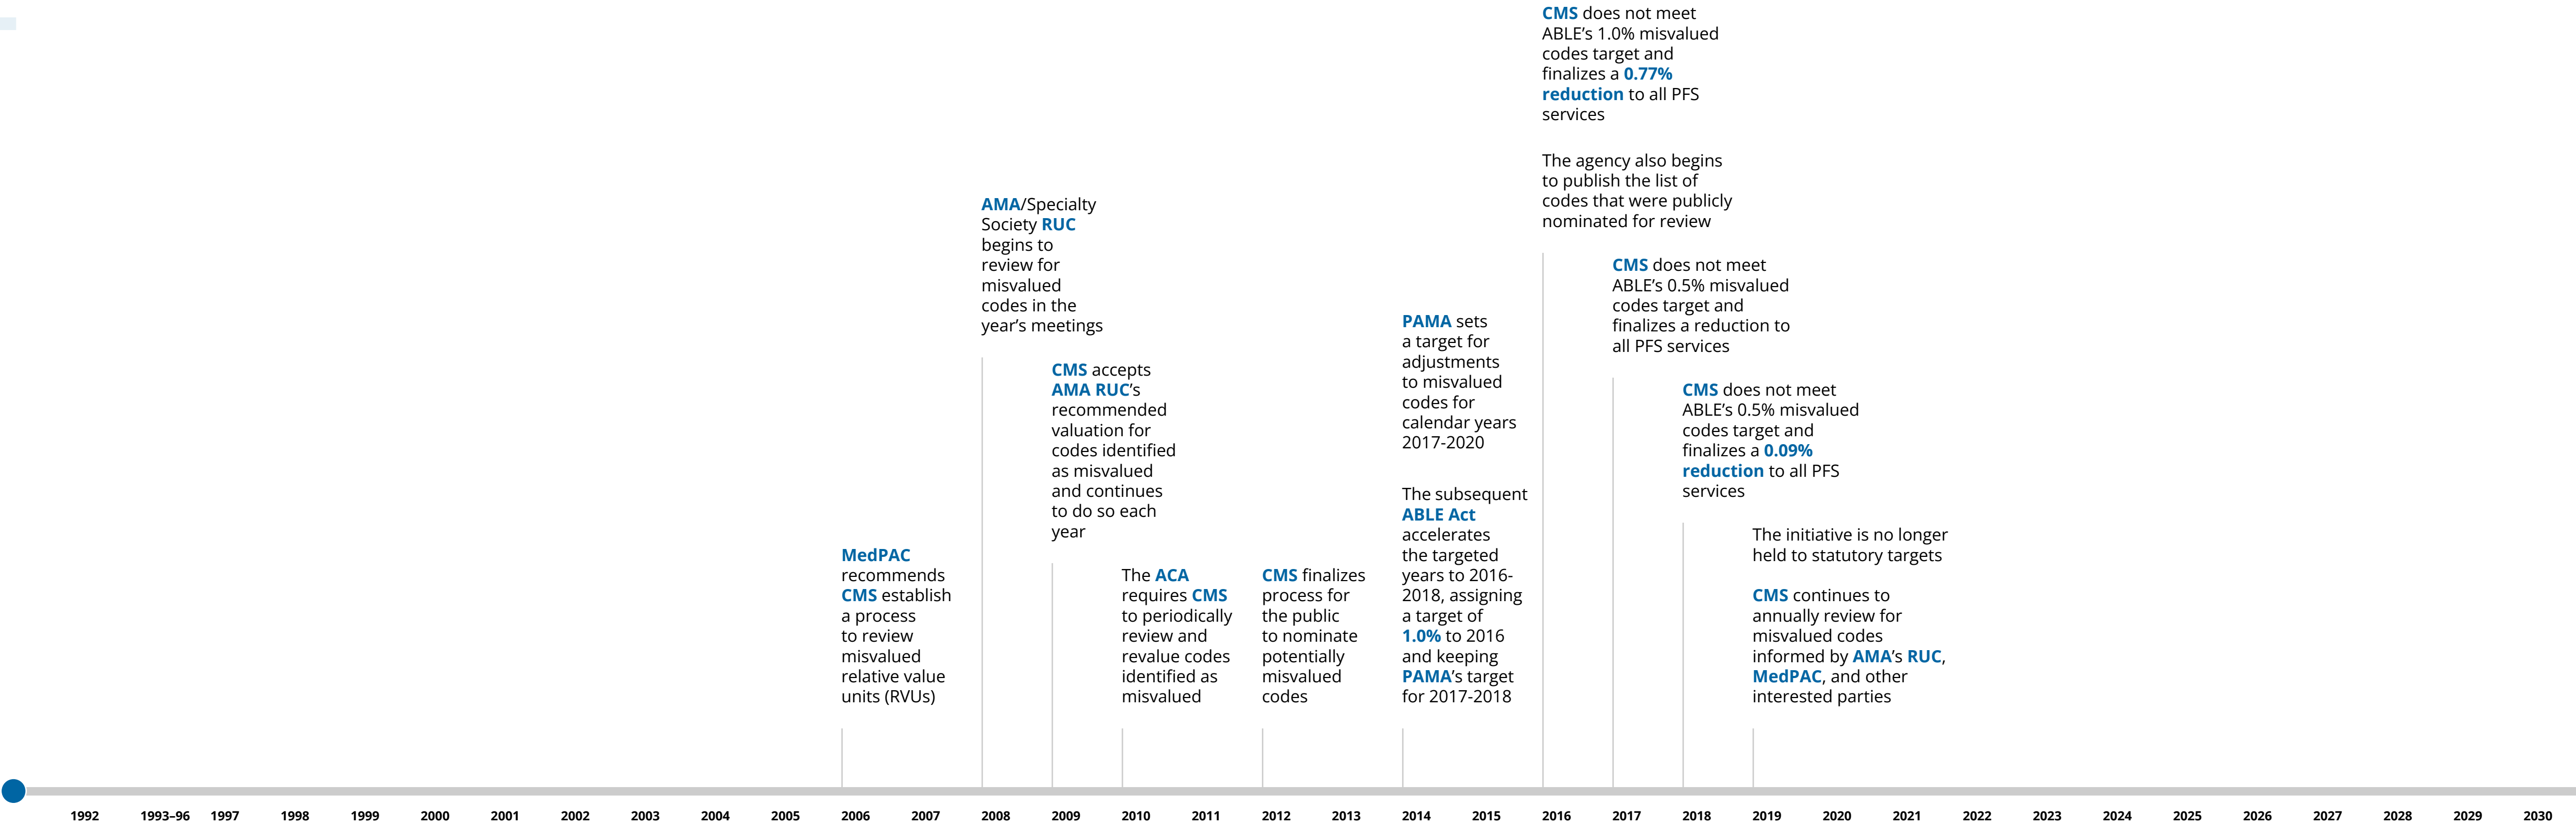 MedPAC
recommends
CMS establish
a process
to review
misvalued
relative value
units (RVUs)
AMA/Specialty
Society RUC
begins to
review for
misvalued
codes in the
year’s meetings
CMS accepts
AMA RUC’s
recommended
valuation for
codes identified
as misvalued
and continues
to do so each
year
The ACA
requires CMS
to periodically
review and
revalue codes
identified as
misvalued
CMS finalizes
process for
the public
to nominate
potentially
misvalued
codes
PAMA sets
a target for
adjustments
to misvalued
codes for
calendar years
2017-2020
The subsequent
ABLE Act
accelerates
the targeted
years to 2016-
2018, assigning
a target of
1.0% to 2016
and keeping
PAMA’s target
for 2017-2018
CMS does not meet
ABLE’s 1.0% misvalued
codes target and
finalizes a 0.77%
reduction to all PFS
services
The agency also begins
to publish the list of
codes that were publicly
nominated for review
CMS does not meet
ABLE’s 0.5% misvalued
codes target and
finalizes a reduction to
all PFS services
CMS does not meet
ABLE’s 0.5% misvalued
codes target and
finalizes a 0.09%
reduction to all PFS
services
The initiative is no longer
held to statutory targets
CMS continues to
annually review for
misvalued codes
informed by AMA’s RUC,
MedPAC, and other
interested parties
1992 1993–96 1997 1998 1999 2000 2001 2002 2003 2004 2005 2006 2007 2008 2009 2010 2011 2012 2013 2014 2015 2016 2017 2018 2019 2020 2021 2022 2023 2024 2025 2026 2027 2028 2029 2030